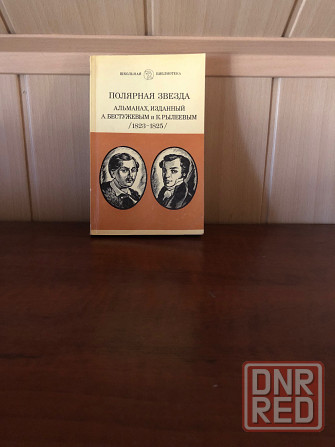 ШКОЛЬНАЯ БИБЛИОТЕКА
ПОЛЯРНАЯ ЗВЕЗДА
АЛЬМАНАХ, ИЗДАННЫЙ
А.БЕСТУЖЕВЫМ и К.РЫЛЕЕВЫМ
/1823-1825/
DNR
RED